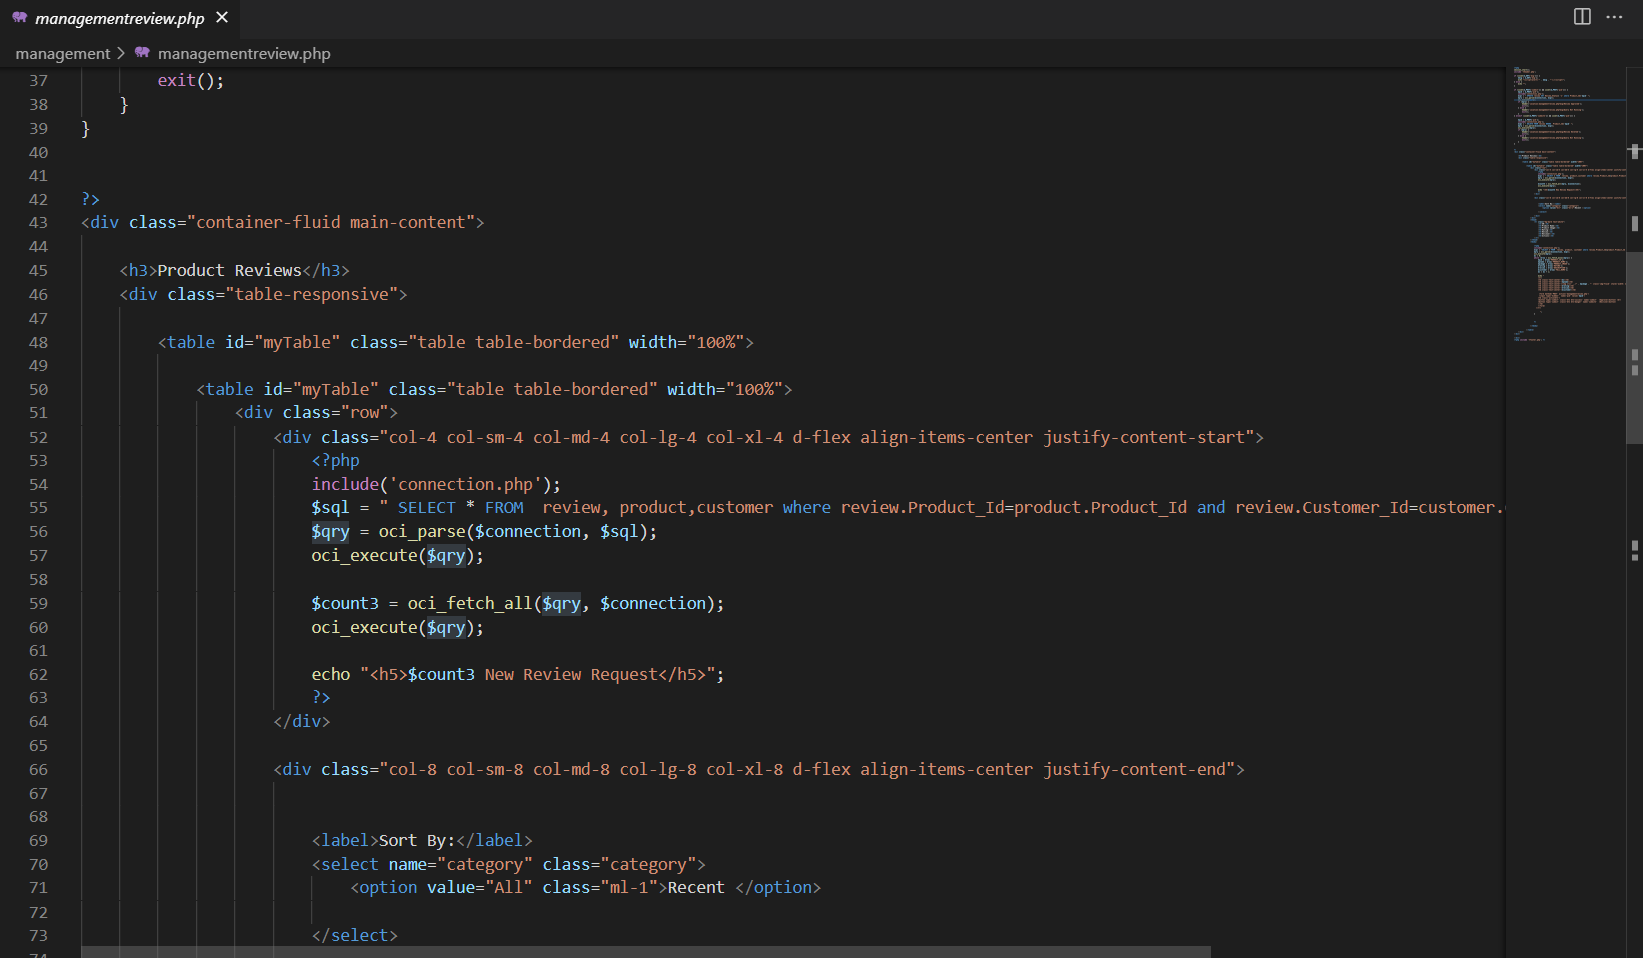 managementreview.php
management > managementreview.php
37 exit();
38 }
39 }
40
41
42 ?>
43 <div class="container-fluid main-content">
44
45 <h3>Product Reviews</h3>
46 <div class="table-responsive">
47
48 <table id="myTable" class="table table-bordered" width="100%">
49
50 <table id="myTable" class="table table-bordered" width="100%">
51 <div class="row">
52 <div class="col-4 col-sm-4 col-md-4 col-lg-4 col-xl-4 d-flex align-items-center justify-content-start">
53 <?php
54 include('connection.php');
55 $sql = " SELECT * FROM  review, product,customer where review.Product_Id=product.Product_Id and review.Customer_Id=customer.
56 $qry = oci_parse($connection, $sql);
57 oci_execute($qry);
58
59 $count3 = oci_fetch_all($qry, $connection);
60 oci_execute($qry);
61
62 echo "<h5>$count3 New Review Request</h5>";
63 ?>
64 </div>
65
66 <div class="col-8 col-sm-8 col-md-8 col-lg-8 col-xl-8 d-flex align-items-center justify-content-end">
67
68
69 <label>Sort By:</label>
70 <select name="category" class="category">
71 <option value="All" class="ml-1">Recent </option>
72
73 </select>